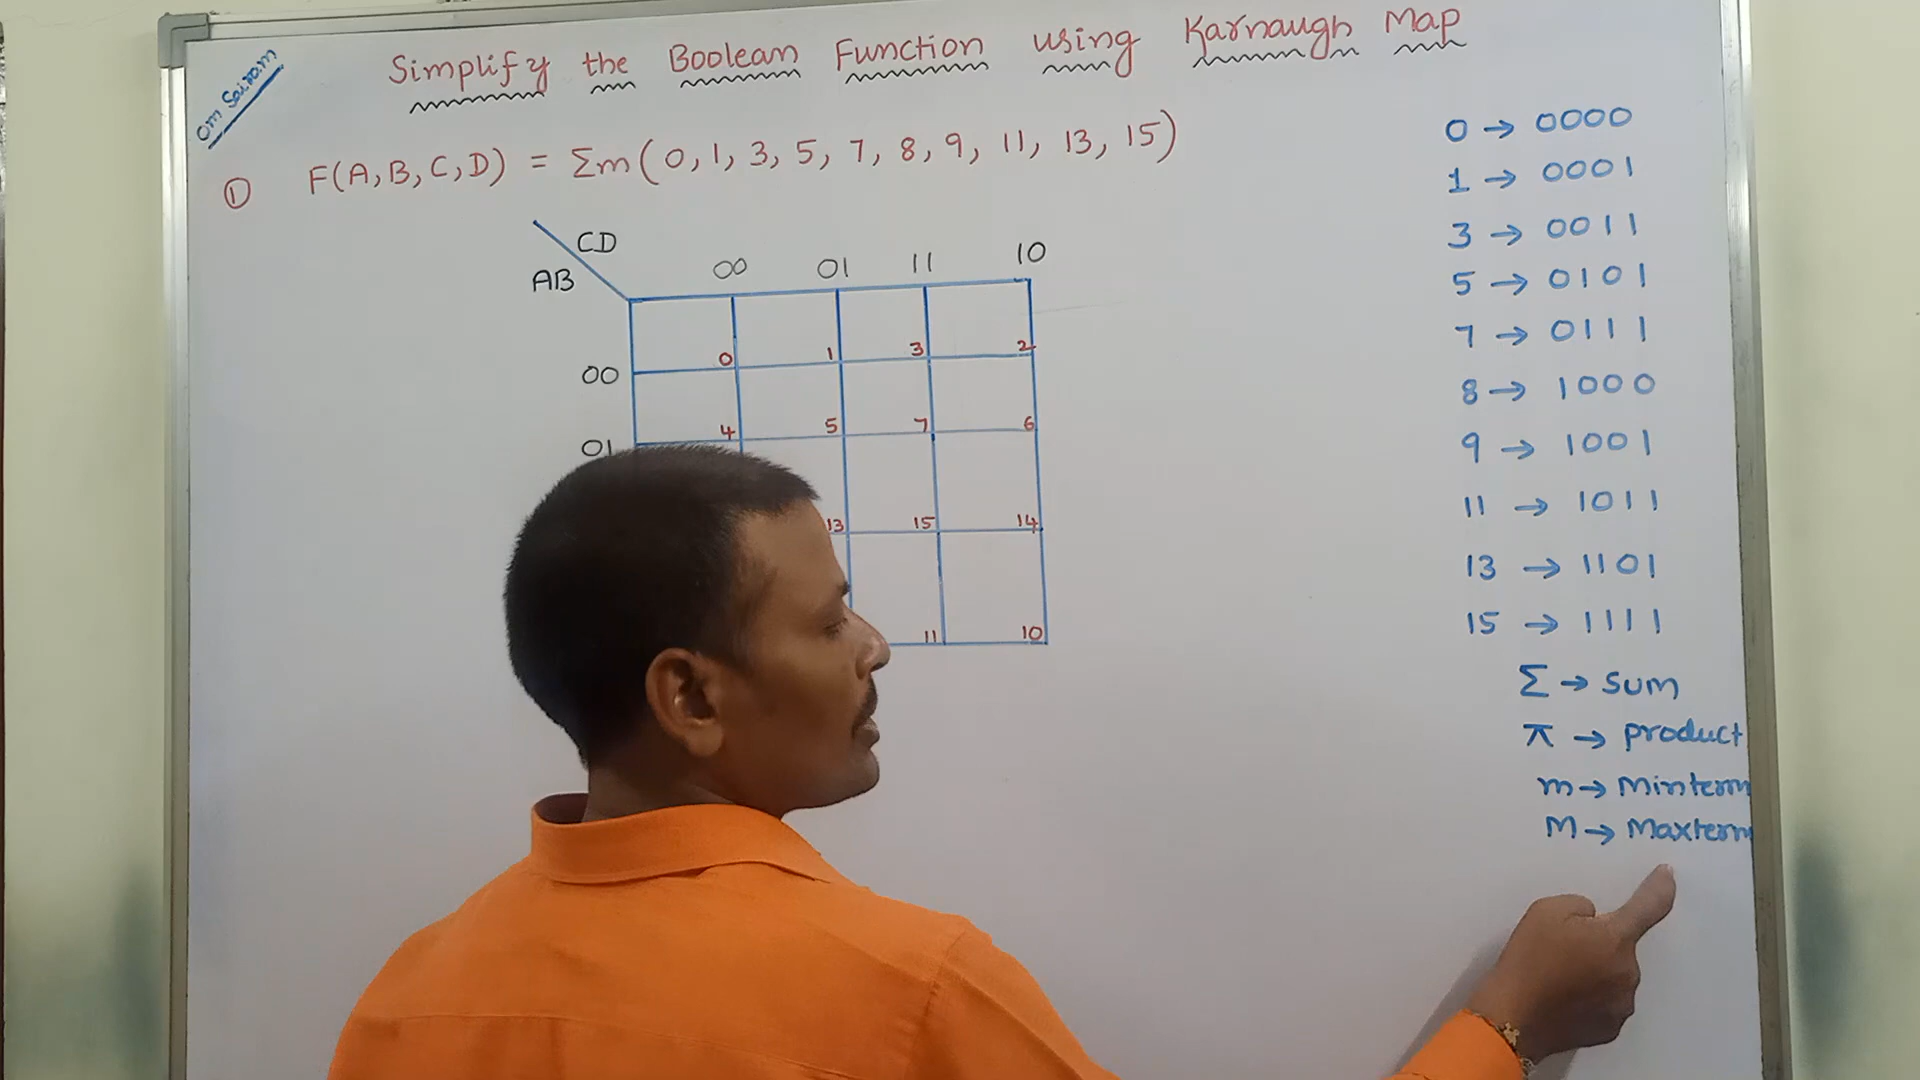 Om Sairam
Simplify the Boolean Function using Karnaugh Map
① F(A,B,C,D) = Σm(0, 1, 3, 5, 7, 8, 9, 11, 13, 15)
CD
AB
00 01 11 10
00
0 1 3 2
01
4 5 7 6
13 15 14
11 10
0 → 0000
1 → 0001
3 → 0011
5 → 0101
7 → 0111
8 → 1000
9 → 1001
11 → 1011
13 → 1101
15 → 1111
Σ → sum
π → product
m → Minterm
M → Maxterm